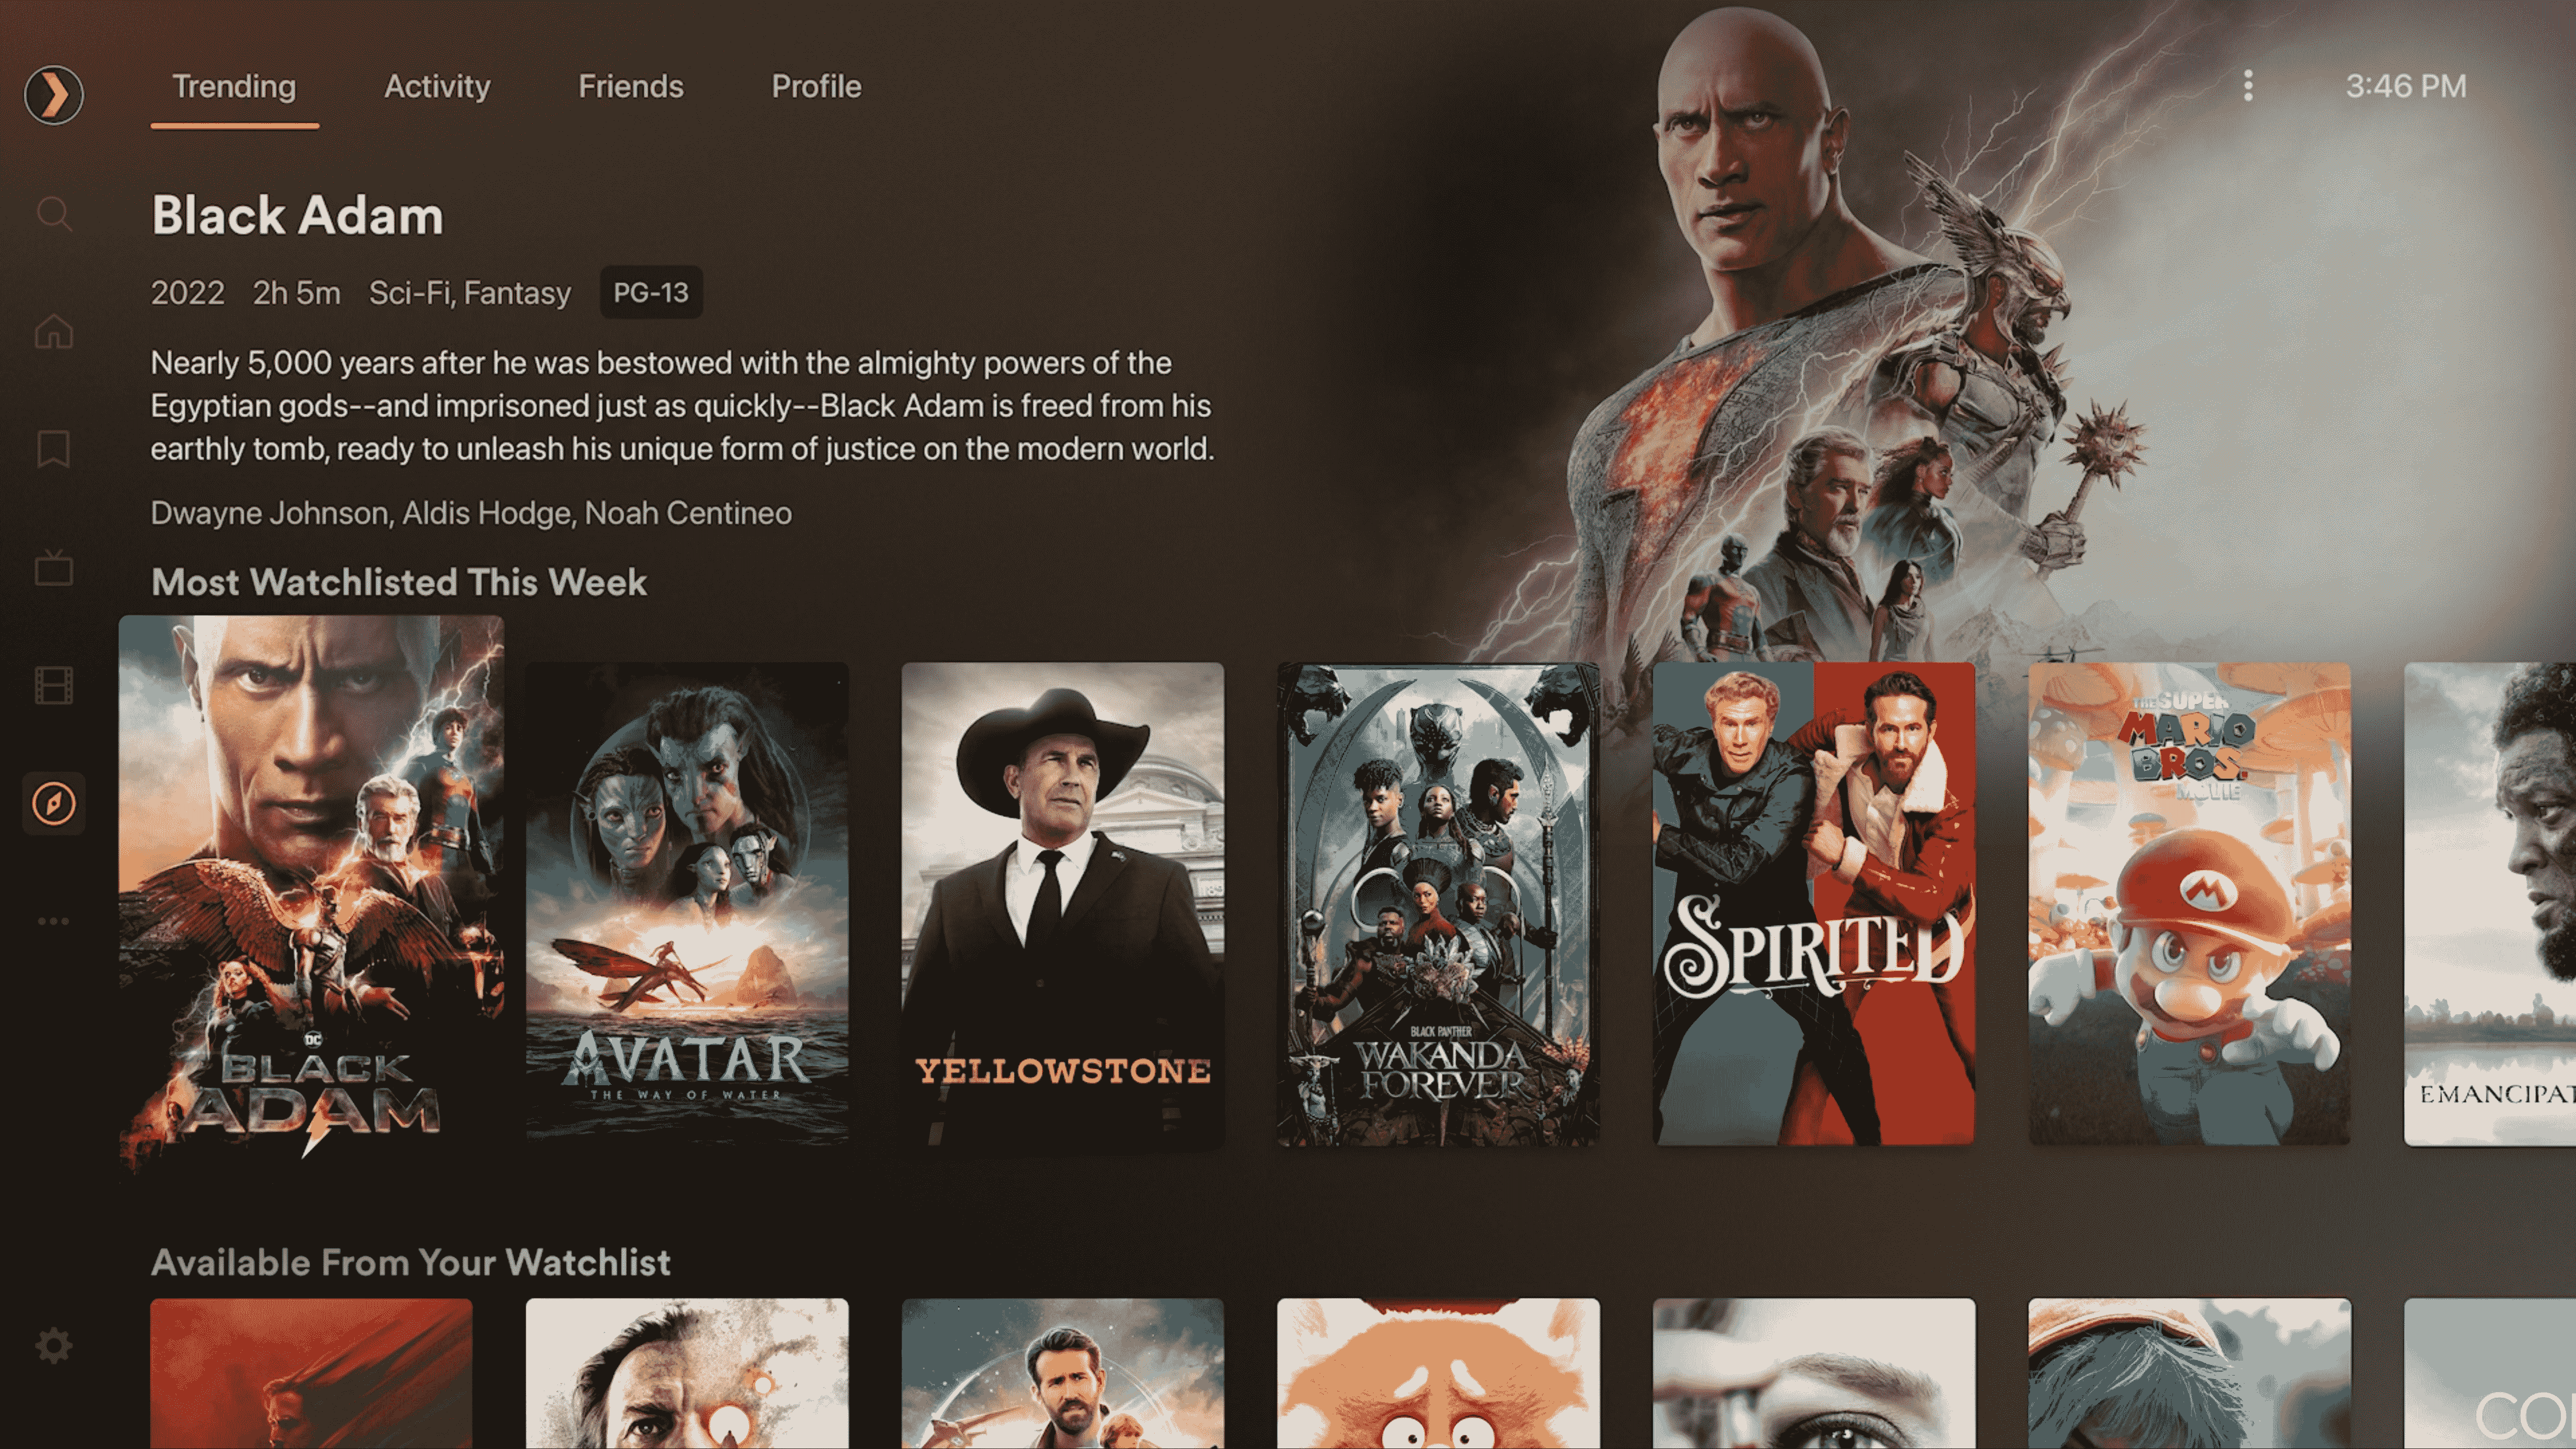 Trending
Activity
Friends
Profile
3:46 PM
Black Adam
2022 2h 5m Sci-Fi, Fantasy PG-13
Nearly 5,000 years after he was bestowed with the almighty powers of the
Egyptian gods--and imprisoned just as quickly--Black Adam is freed from his
earthly tomb, ready to unleash his unique form of justice on the modern world.
Dwayne Johnson, Aldis Hodge, Noah Centineo
Most Watchlisted This Week
DC
BLACK
ADAM
AVATAR
THE WAY OF WATER
YELLOWSTONE
BLACK PANTHER
WAKANDA
FOREVER
SPIRITED
THE SUPER
MARIO
BROS.
MOVIE
M
EMANCIPAT
Available From Your Watchlist
CO